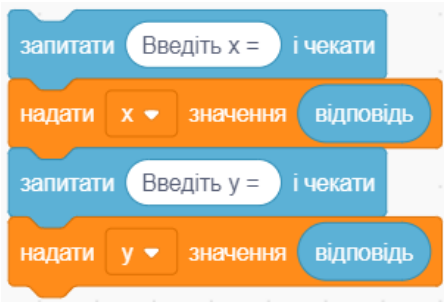 запитати Введіть x = і чекати
надати x значення відповідь
запитати Введіть y = і чекати
надати y значення відповідь